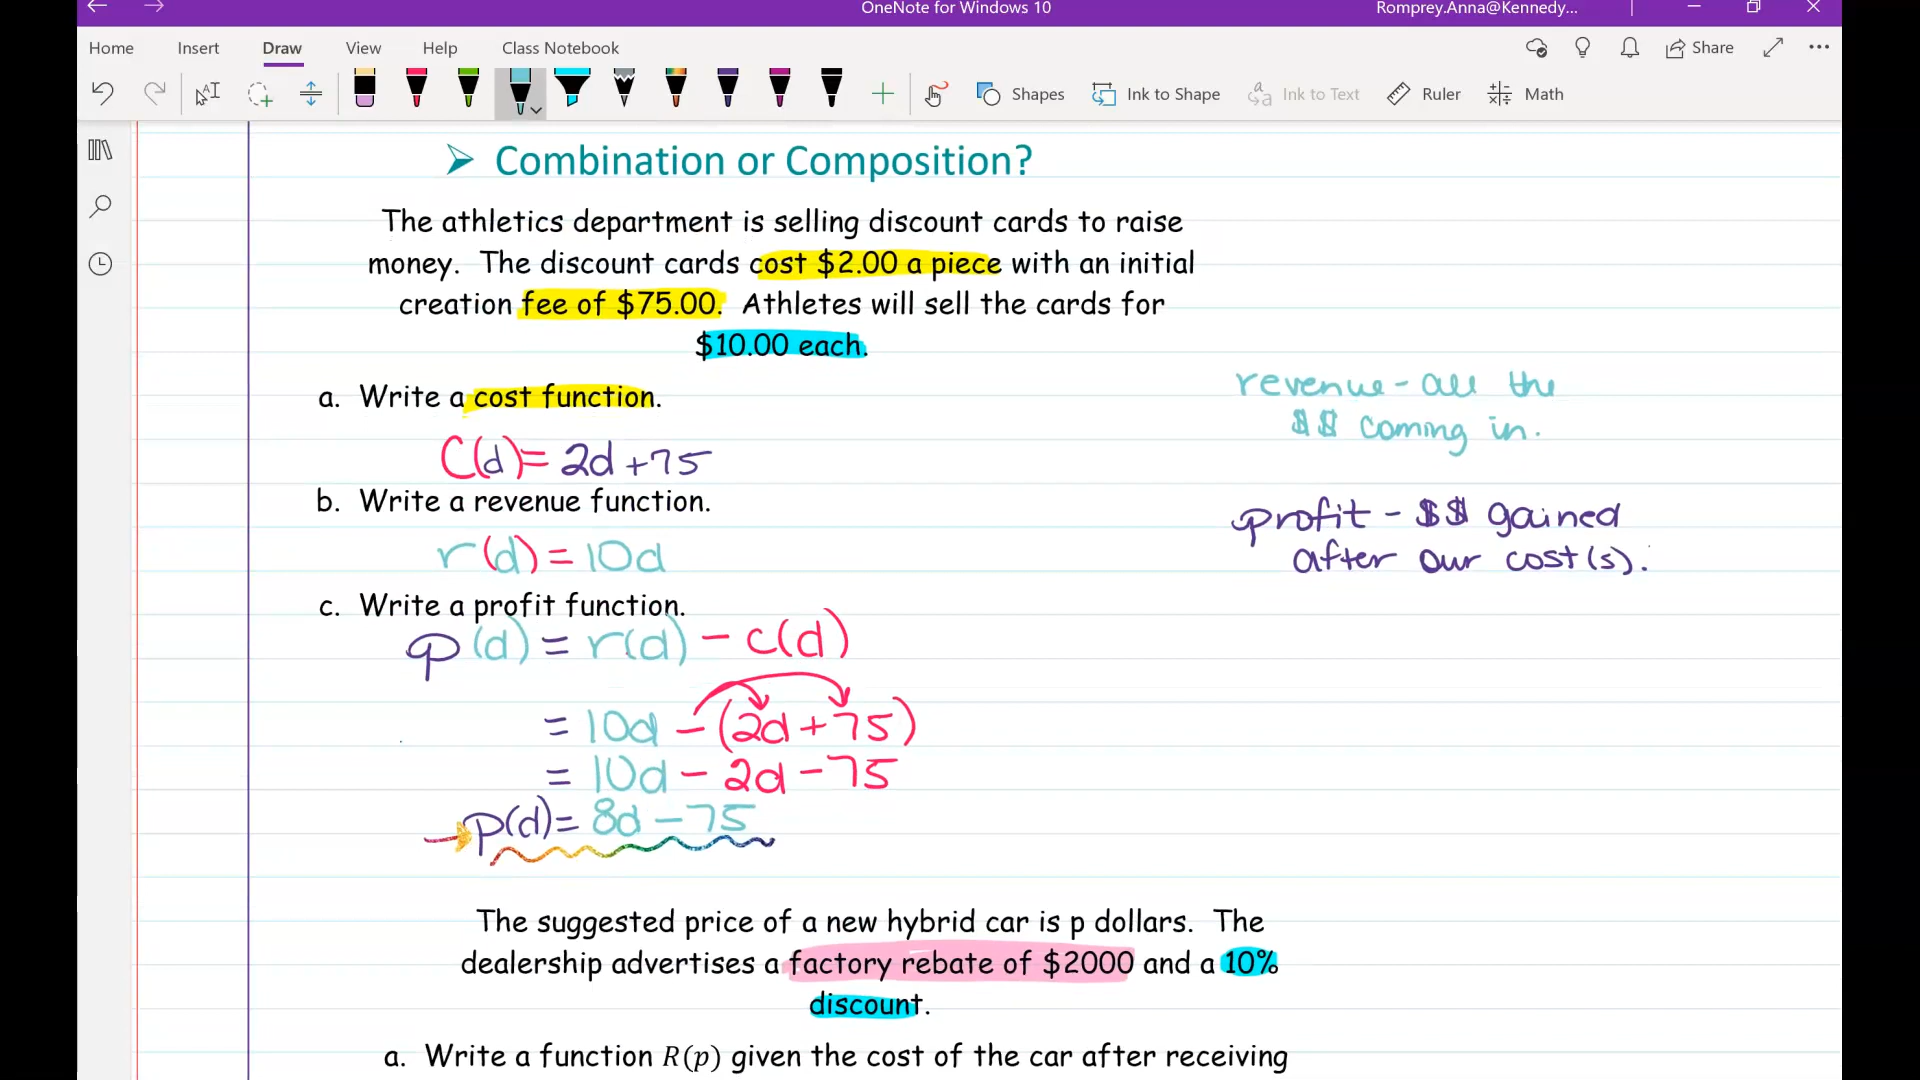 OneNote for Windows 10
Romprey.Anna@Kennedy...
Home Insert Draw View Help Class Notebook
Share
Shapes Ink to Shape Ink to Text Ruler Math
➢ Combination or Composition?
The athletics department is selling discount cards to raise
money. The discount cards cost $2.00 a piece with an initial
creation fee of $75.00. Athletes will sell the cards for
$10.00 each.
a. Write a cost function.
C(d)= 2d+75
b. Write a revenue function.
r(d) = 10d
c. Write a profit function.
p(d) = r(d) - c(d)
= 10d - (2d + 75)
= 10d - 2d - 75
p(d)= 8d - 75
revenue - all the
$$ coming in.
profit - $$ gained
after our cost(s).
The suggested price of a new hybrid car is p dollars. The
dealership advertises a factory rebate of $2000 and a 10%
discount.
a. Write a function R(p) given the cost of the car after receiving